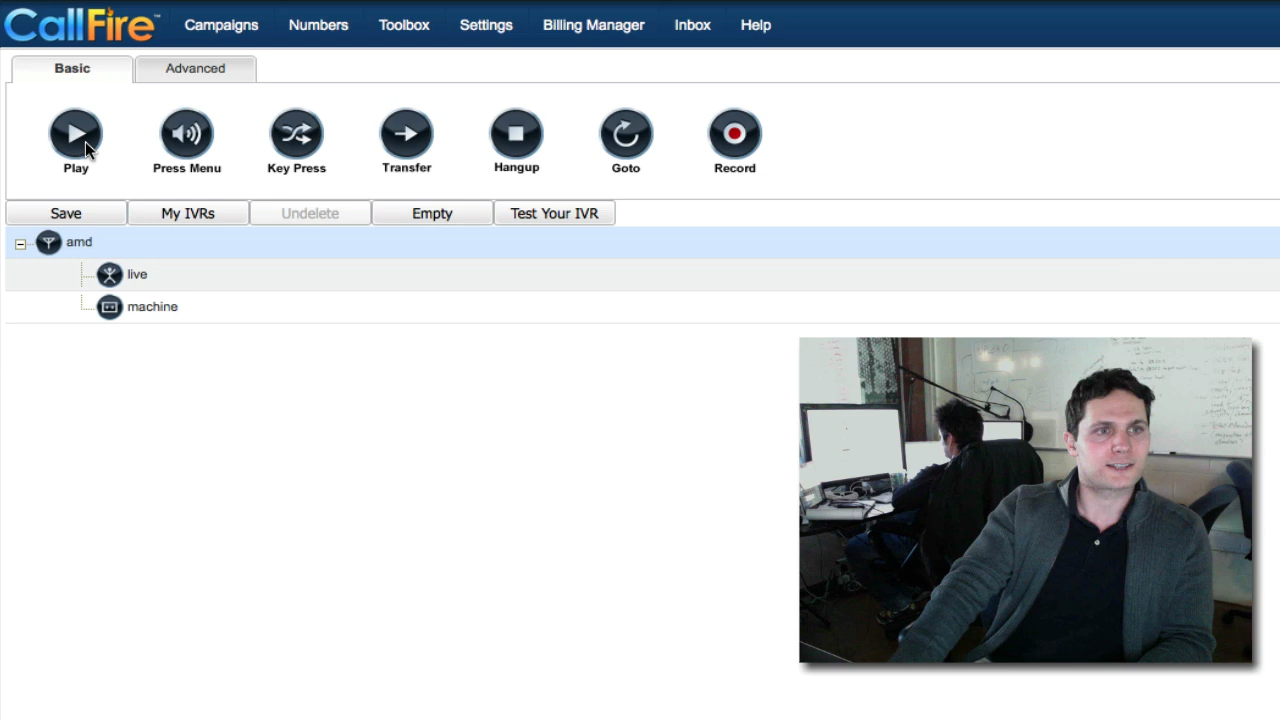 CallFire™ Campaigns Numbers Toolbox Settings Billing Manager Inbox Help
Basic Advanced
Play Press Menu Key Press Transfer Hangup Goto Record
Save My IVRs Undelete Empty Test Your IVR
amd
live
machine